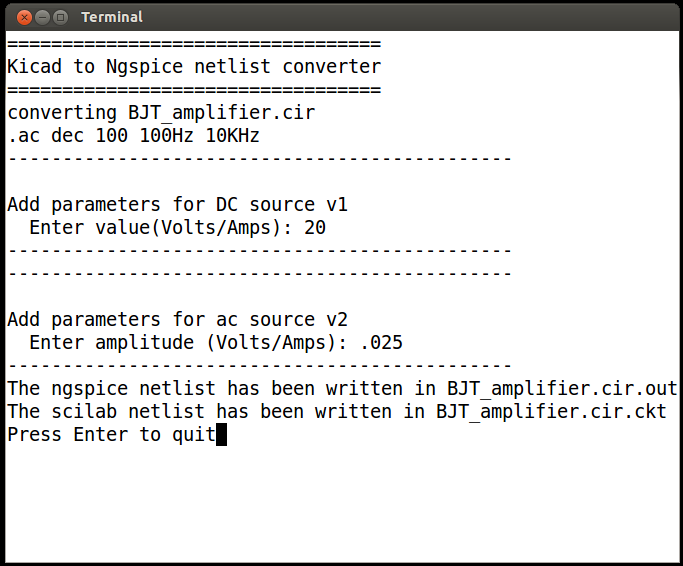 Terminal
==================================
Kicad to Ngspice netlist converter
==================================
converting BJT_amplifier.cir
.ac dec 100 100Hz 10KHz
----------------------------------------------
Add parameters for DC source v1
  Enter value(Volts/Amps): 20
----------------------------------------------
----------------------------------------------
Add parameters for ac source v2
  Enter amplitude (Volts/Amps): .025
----------------------------------------------
The ngspice netlist has been written in BJT_amplifier.cir.out
The scilab netlist has been written in BJT_amplifier.cir.ckt
Press Enter to quit